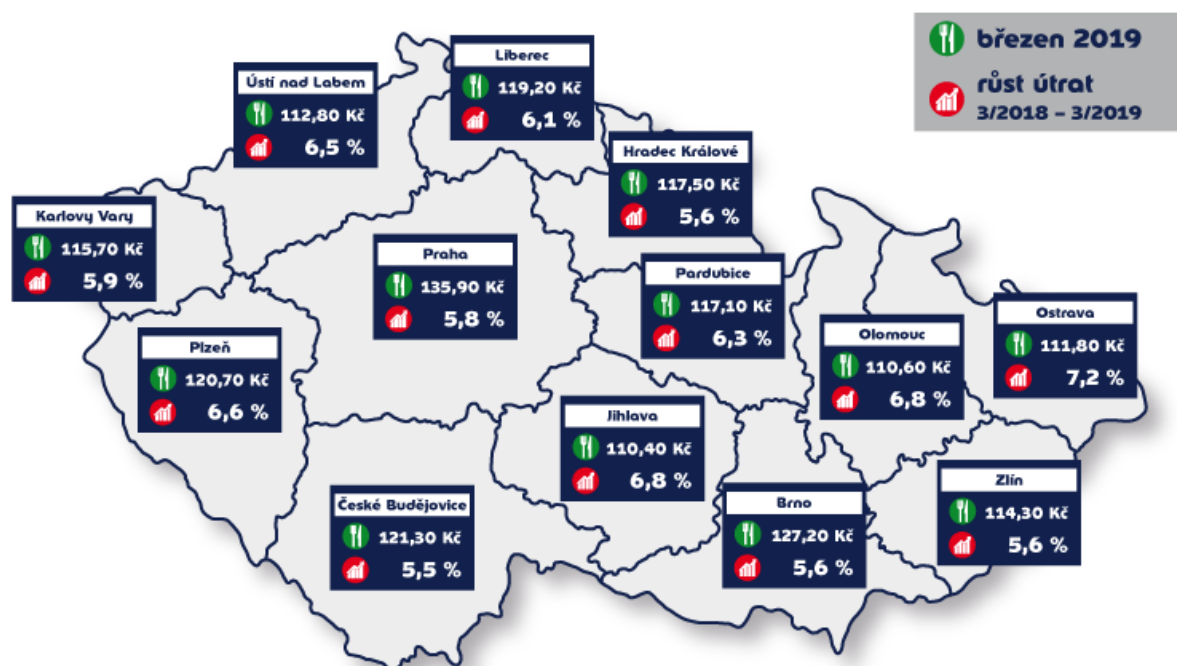 březen 2019
růst útrat
3/2018 – 3/2019
Liberec
119,20 Kč
6,1 %
Ústí nad Labem
112,80 Kč
6,5 %
Hradec Králové
117,50 Kč
5,6 %
Karlovy Vary
115,70 Kč
5,9 %
Praha
135,90 Kč
5,8 %
Pardubice
117,10 Kč
6,3 %
Ostrava
111,80 Kč
7,2 %
Olomouc
110,60 Kč
6,8 %
Plzeň
120,70 Kč
6,6 %
Jihlava
110,40 Kč
6,8 %
Zlín
114,30 Kč
5,6 %
České Budějovice
121,30 Kč
5,5 %
Brno
127,20 Kč
5,6 %